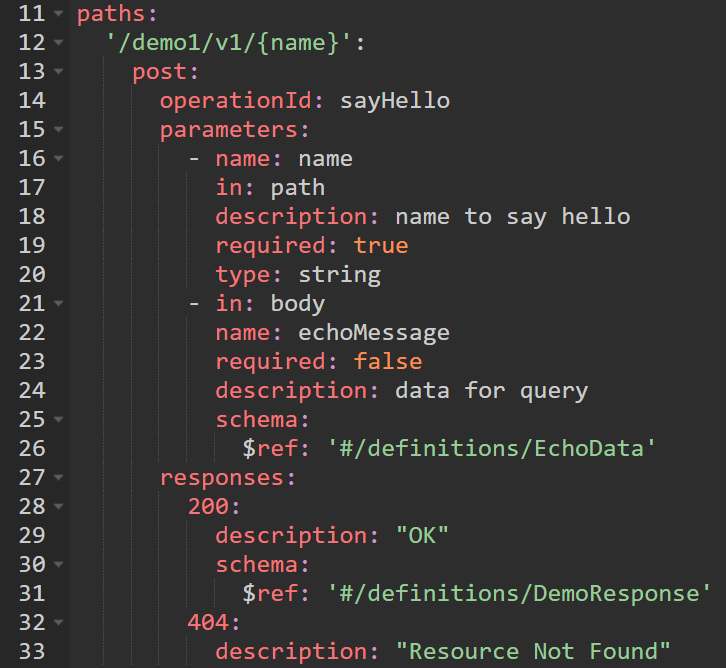 11 paths:
12 '/demo1/v1/{name}':
13 post:
14 operationId: sayHello
15 parameters:
16 - name: name
17 in: path
18 description: name to say hello
19 required: true
20 type: string
21 - in: body
22 name: echoMessage
23 required: false
24 description: data for query
25 schema:
26 $ref: '#/definitions/EchoData'
27 responses:
28 200:
29 description: "OK"
30 schema:
31 $ref: '#/definitions/DemoResponse'
32 404:
33 description: "Resource Not Found"